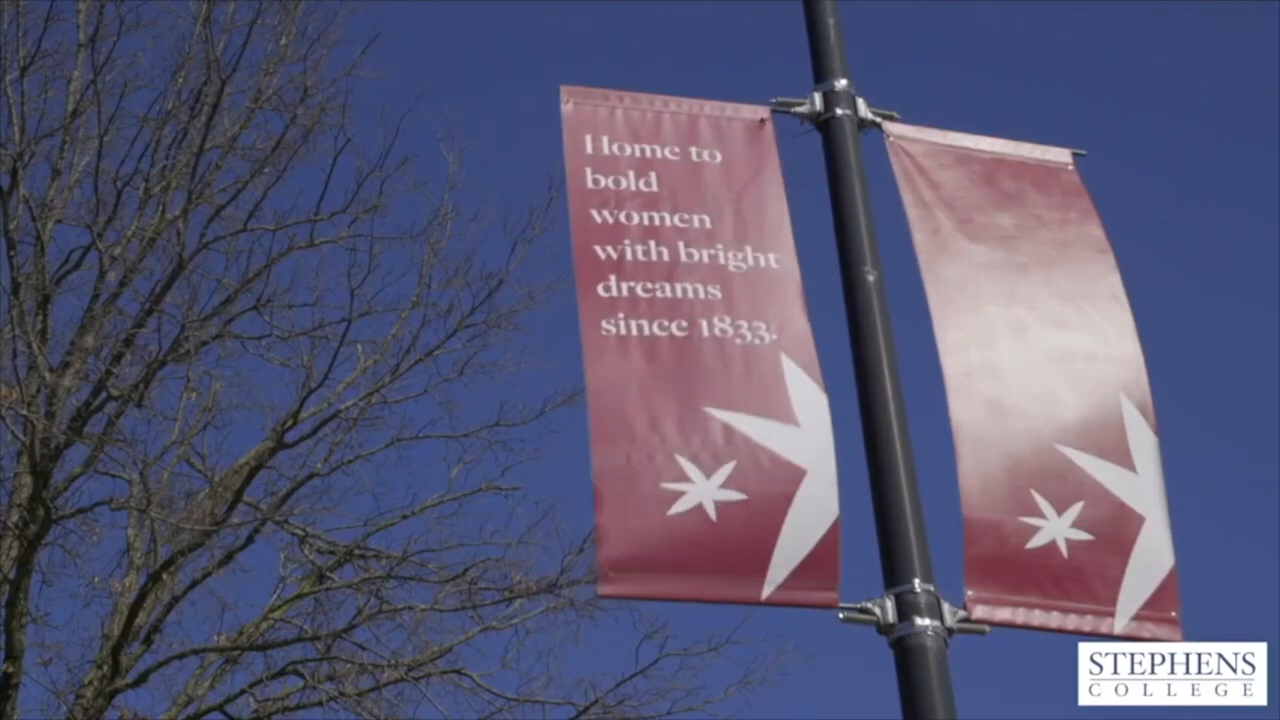 Home to
bold
women
with bright
dreams
since 1833.
STEPHENS
COLLEGE